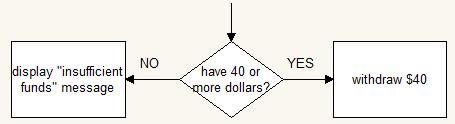 display "insufficient
funds" message
NO
have 40 or
more dollars?
YES
withdraw $40